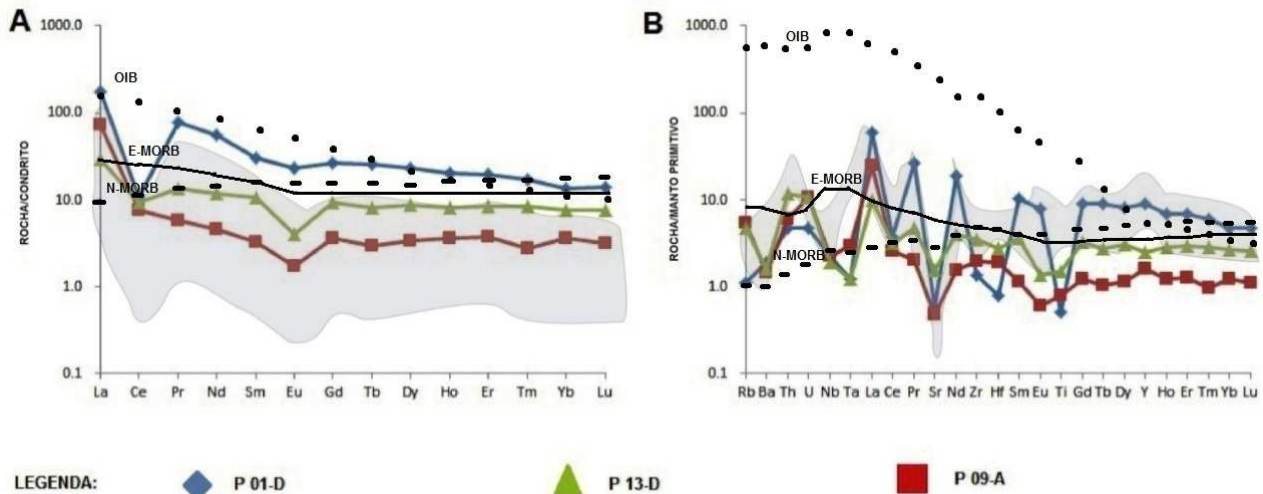 A
1000.0
100.0
10.0
1.0
0.1
ROCHA/CONDRITO
OIB
E-MORB
N-MORB
La Ce Pr Nd Sm Eu Gd Tb Dy Ho Er Tm Yb Lu
B
1000.0
100.0
10.0
1.0
0.1
ROCHA/MANTO PRIMITIVO
OIB
E-MORB
N-MORB
Rb Ba Th U Nb Ta La Ce Pr Sr Nd Zr Hf Sm Eu Ti Gd Tb Dy Y Ho Er Tm Yb Lu
LEGENDA: P 01-D P 13-D P 09-A